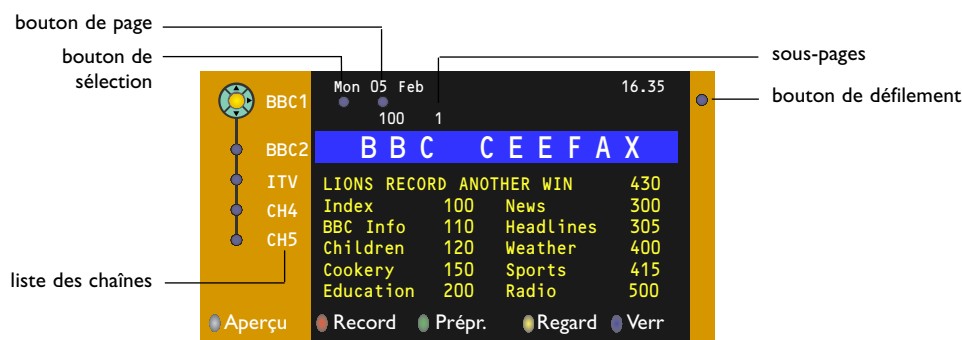 bouton de page
bouton de
sélection
sous-pages
bouton de défilement
liste des chaînes
BBC1
BBC2
ITV
CH4
CH5
Mon 05 Feb 16.35
100 1
BBC CEEFAX
LIONS RECORD ANOTHER WIN 430
Index 100 News 300
BBC Info 110 Headlines 305
Children 120 Weather 400
Cookery 150 Sports 415
Education 200 Radio 500
Aperçu Record Prépr. Regard Verr